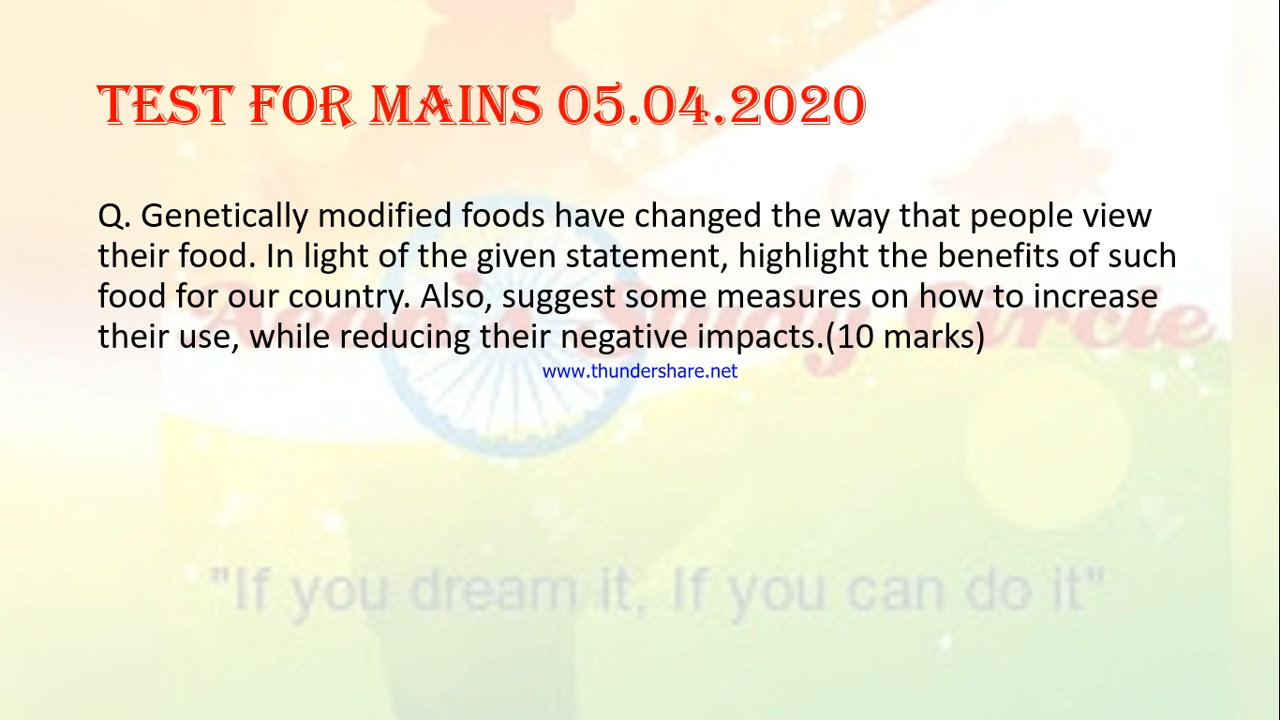 TEST FOR MAINS 05.04.2020
Q. Genetically modified foods have changed the way that people view
their food. In light of the given statement, highlight the benefits of such
food for our country. Also, suggest some measures on how to increase
their use, while reducing their negative impacts.(10 marks)
www.thundershare.net
Study Circle
"If you dream it, If you can do it"